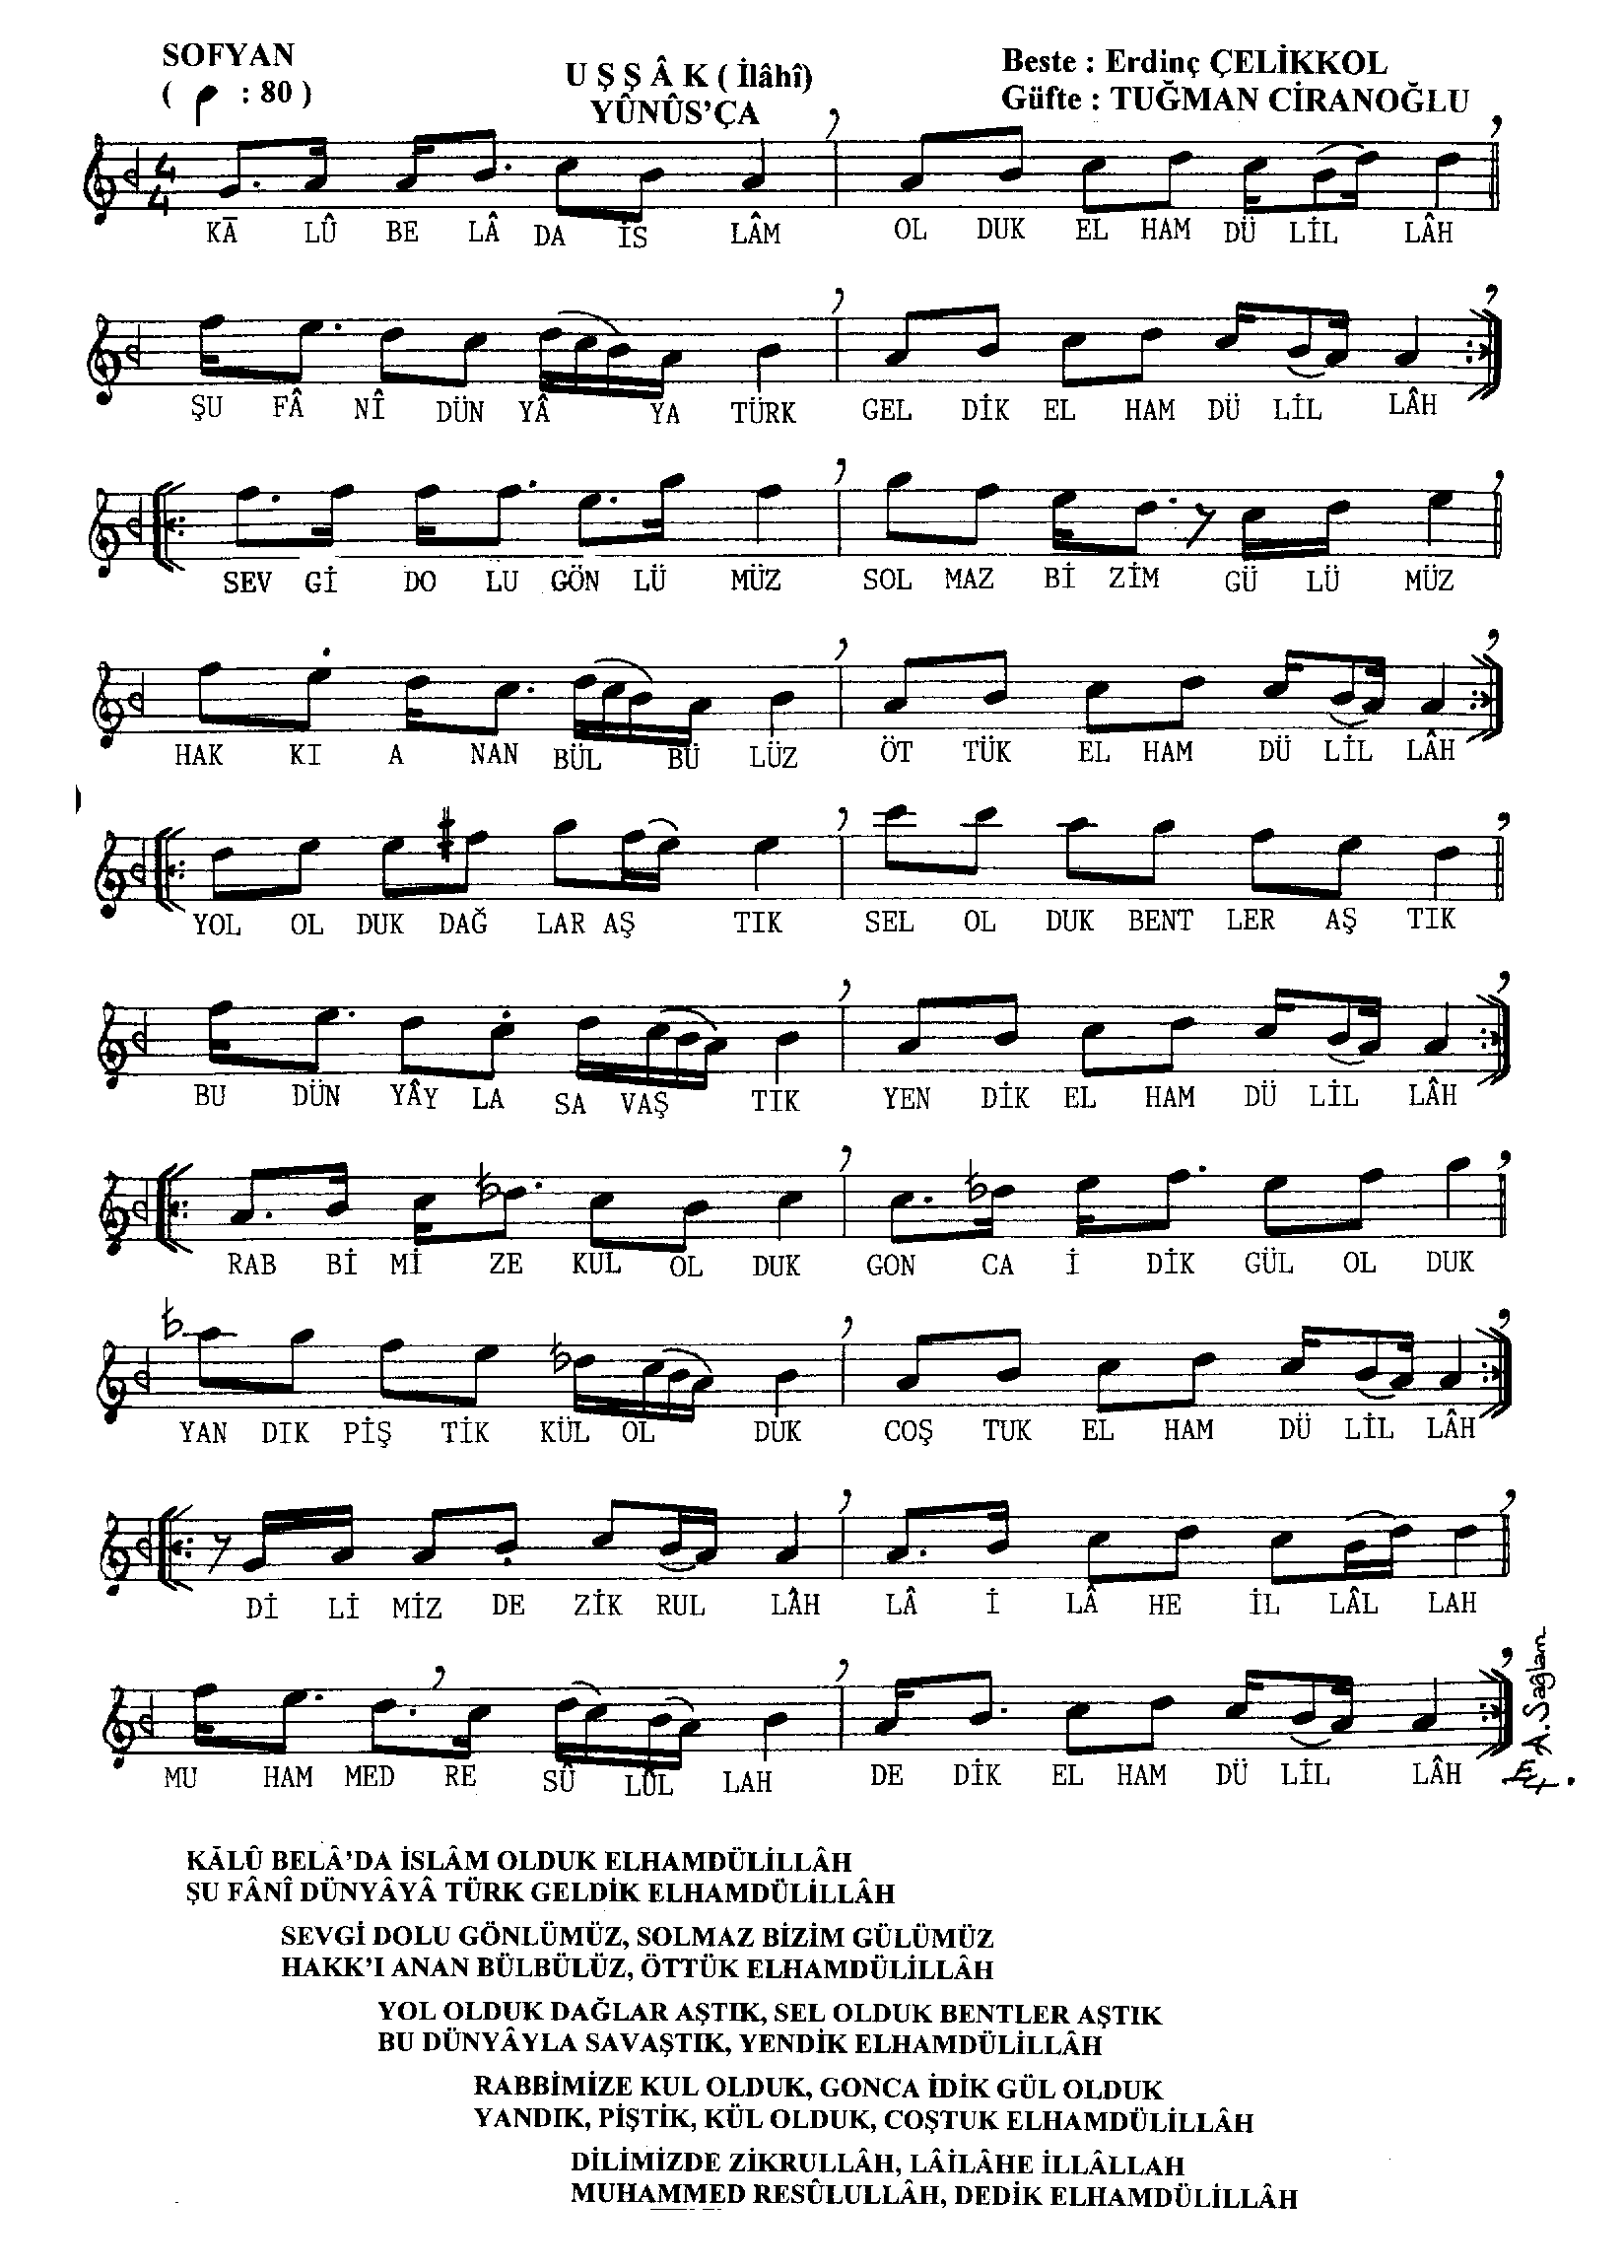 SOFYAN
( : 80 )
U Ş Ş Â K ( İlâhî)
YÛNÛS'ÇA
Beste : Erdinç ÇELİKKOL
Güfte : TUĞMAN CİRANOĞLU
4
4
KĀ LÛ BE LÂ DA İS LÂM OL DUK EL HAM DÜ LİL LÂH
ŞU FÂ NÎ DÜN YÂ YA TÜRK GEL DİK EL HAM DÜ LİL LÂH
SEV Gİ DO LU GÖN LÜ MÜZ SOL MAZ Bİ ZİM GÜ LÜ MÜZ
HAK KI A NAN BÜL BÜ LÜZ ÖT TÜK EL HAM DÜ LİL LÂH
YOL OL DUK DAĞ LAR AŞ TIK SEL OL DUK BENT LER AŞ TIK
BU DÜN YÂY LA SA VAŞ TIK YEN DİK EL HAM DÜ LİL LÂH
RAB Bİ Mİ ZE KUL OL DUK GON CA İ DİK GÜL OL DUK
YAN DIK PİŞ TİK KÜL OL DUK COŞ TUK EL HAM DÜ LİL LÂH
Dİ Lİ MİZ DE ZİK RUL LÂH LÂ İ LÂ HE İL LÂL LAH
MU HAM MED RE SÛ LÛL LAH DE DİK EL HAM DÜ LİL LÂH
A. Sağlam
KĀLÛ BELÂ'DA İSLÂM OLDUK ELHAMDÜLİLLÂH
ŞU FÂNÎ DÜNYÂYÂ TÜRK GELDİK ELHAMDÜLİLLÂH
SEVGİ DOLU GÖNLÜMÜZ, SOLMAZ BİZİM GÜLÜMÜZ
HAKK'I ANAN BÜLBÜLÜZ, ÖTTÜK ELHAMDÜLİLLÂH
YOL OLDUK DAĞLAR AŞTIK, SEL OLDUK BENTLER AŞTIK
BU DÜNYÂYLA SAVAŞTIK, YENDİK ELHAMDÜLİLLÂH
RABBİMİZE KUL OLDUK, GONCA İDİK GÜL OLDUK
YANDIK, PİŞTİK, KÜL OLDUK, COŞTUK ELHAMDÜLİLLÂH
DİLİMİZDE ZİKRULLÂH, LÂİLÂHE İLLÂLLAH
MUHAMMED RESÛLULLÂH, DEDİK ELHAMDÜLİLLÂH